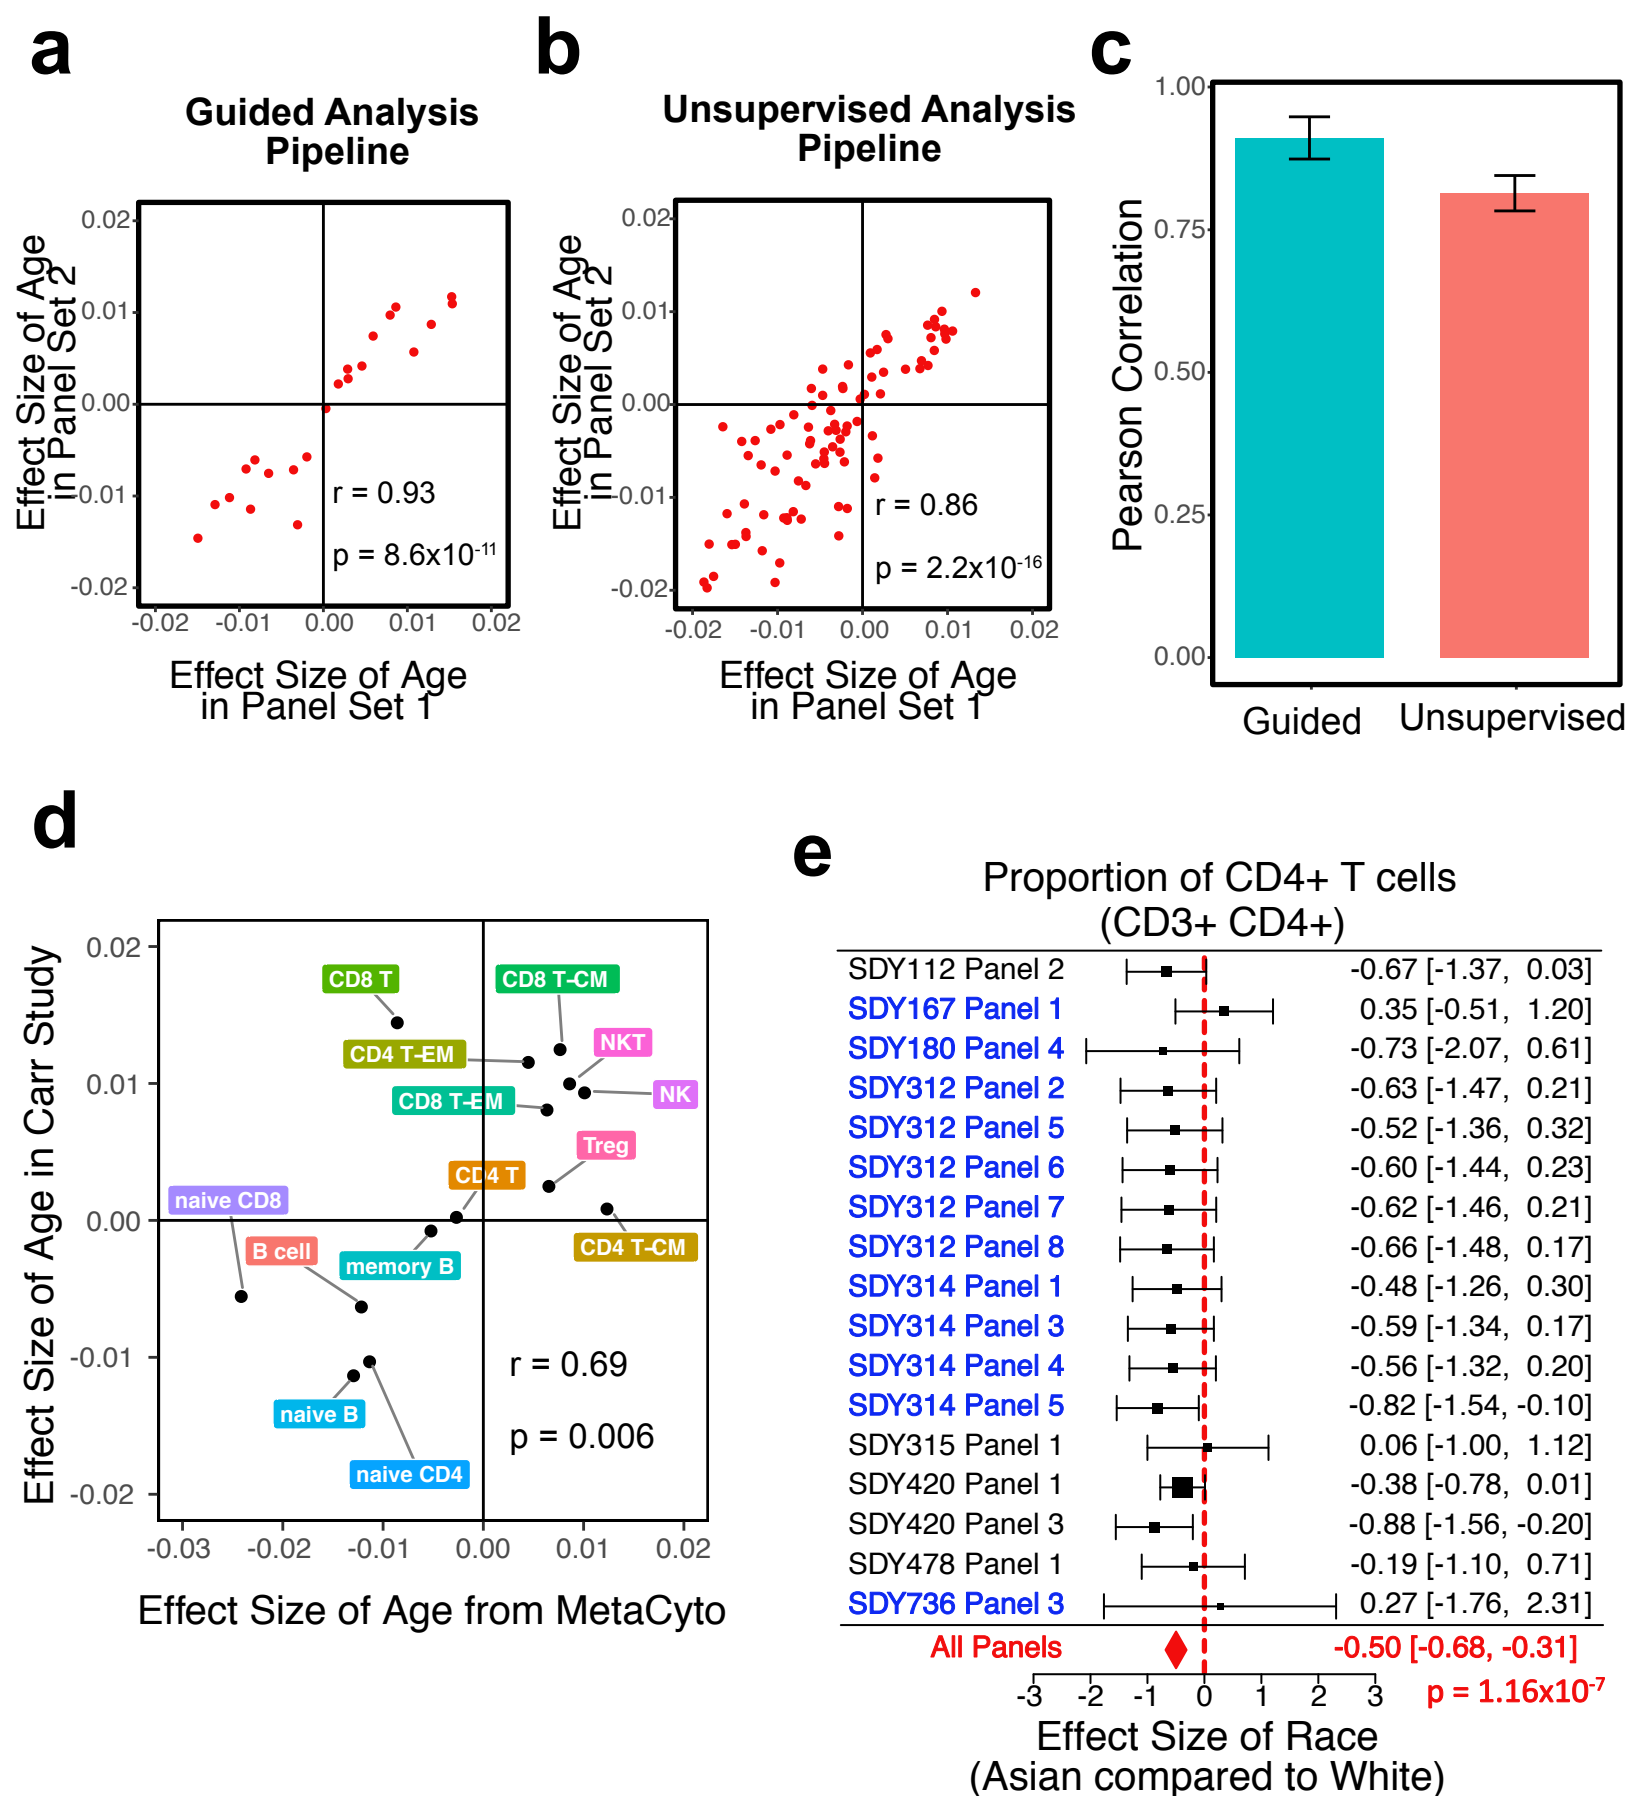 a
Guided Analysis
Pipeline
Effect Size of Age
in Panel Set 2
0.02
0.01
0.00
-0.01
-0.02
r = 0.93
p = 8.6x10-11
-0.02 -0.01 0.00 0.01 0.02
Effect Size of Age
in Panel Set 1
b
Unsupervised Analysis
Pipeline
Effect Size of Age
in Panel Set 2
0.02
0.01
0.00
-0.01
-0.02
r = 0.86
p = 2.2x10-16
-0.02 -0.01 0.00 0.01 0.02
Effect Size of Age
in Panel Set 1
c
Pearson Correlation
1.00
0.75
0.50
0.25
0.00
Guided Unsupervised
d
Effect Size of Age in Carr Study
0.02
0.01
0.00
-0.01
-0.02
CD8 T
CD8 T-CM
CD4 T-EM
NKT
CD8 T-EM
NK
Treg
CD4 T
naive CD8
B cell
memory B
CD4 T-CM
naive B
naive CD4
r = 0.69
p = 0.006
-0.03 -0.02 -0.01 0.00 0.01 0.02
Effect Size of Age from MetaCyto
e
Proportion of CD4+ T cells
(CD3+ CD4+)
SDY112 Panel 2 -0.67 [-1.37, 0.03]
SDY167 Panel 1 0.35 [-0.51, 1.20]
SDY180 Panel 4 -0.73 [-2.07, 0.61]
SDY312 Panel 2 -0.63 [-1.47, 0.21]
SDY312 Panel 5 -0.52 [-1.36, 0.32]
SDY312 Panel 6 -0.60 [-1.44, 0.23]
SDY312 Panel 7 -0.62 [-1.46, 0.21]
SDY312 Panel 8 -0.66 [-1.48, 0.17]
SDY314 Panel 1 -0.48 [-1.26, 0.30]
SDY314 Panel 3 -0.59 [-1.34, 0.17]
SDY314 Panel 4 -0.56 [-1.32, 0.20]
SDY314 Panel 5 -0.82 [-1.54, -0.10]
SDY315 Panel 1 0.06 [-1.00, 1.12]
SDY420 Panel 1 -0.38 [-0.78, 0.01]
SDY420 Panel 3 -0.88 [-1.56, -0.20]
SDY478 Panel 1 -0.19 [-1.10, 0.71]
SDY736 Panel 3 0.27 [-1.76, 2.31]
All Panels -0.50 [-0.68, -0.31]
-3 -2 -1 0 1 2 3
p = 1.16x10-7
Effect Size of Race
(Asian compared to White)